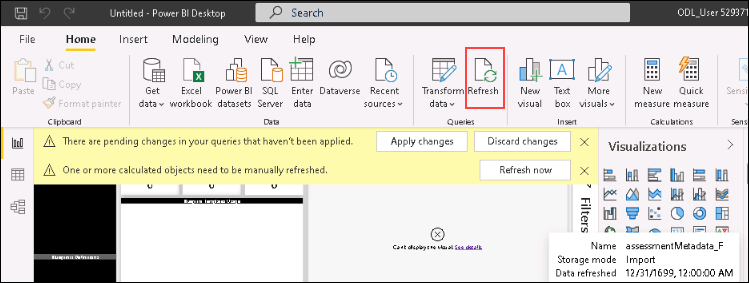 Untitled - Power BI Desktop
Search
ODL_User 529371
File Home Insert Modeling View Help
Paste
Cut
Copy
Format painter
Get data
Excel workbook
Power BI datasets
SQL Server
Enter data
Dataverse
Recent sources
Transform data
Refresh
New visual
Text box
More visuals
New measure
Quick measure
Clipboard
Data
Queries
Insert
Calculations
There are pending changes in your queries that haven't been applied.
Apply changes
Discard changes
One or more calculated objects need to be manually refreshed.
Refresh now
Visualizations
Filters
0 0 0
Can't display this visual. See details
Name assessmentMetadata_F
Storage mode Import
Data refreshed 12/31/1699, 12:00:00 AM